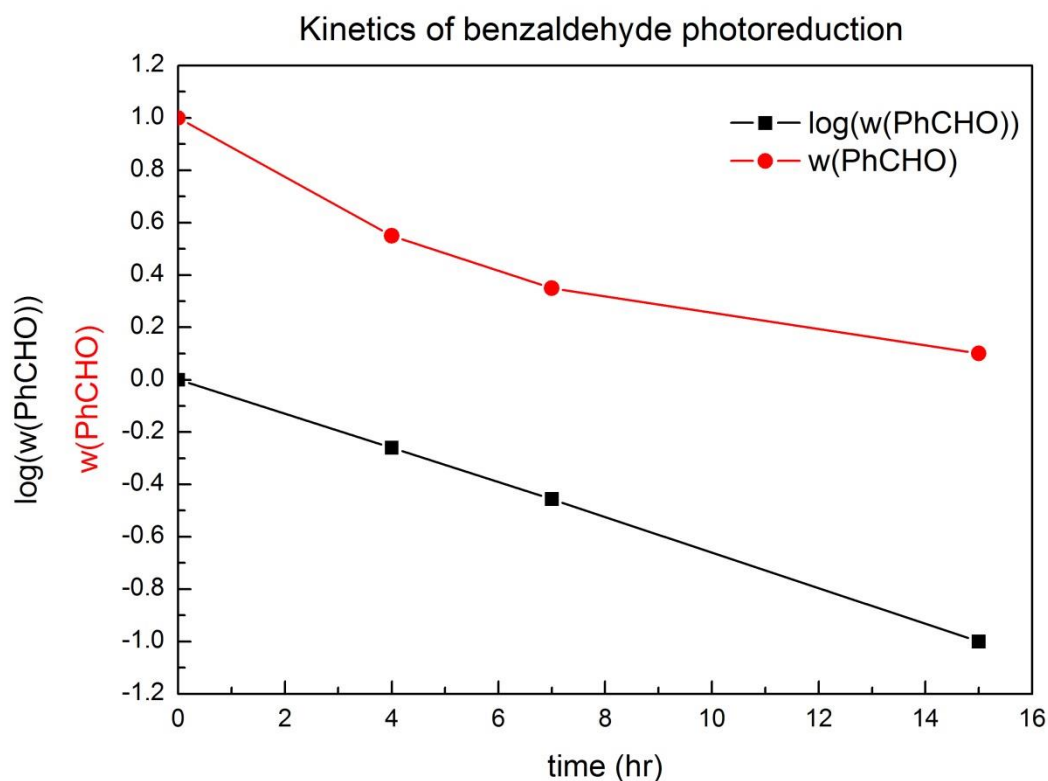 Kinetics of benzaldehyde photoreduction
log(w(PhCHO))
w(PhCHO)
log(w(PhCHO))
w(PhCHO)
1.2
1.0
0.8
0.6
0.4
0.2
0.0
-0.2
-0.4
-0.6
-0.8
-1.0
-1.2
0 2 4 6 8 10 12 14 16
time (hr)